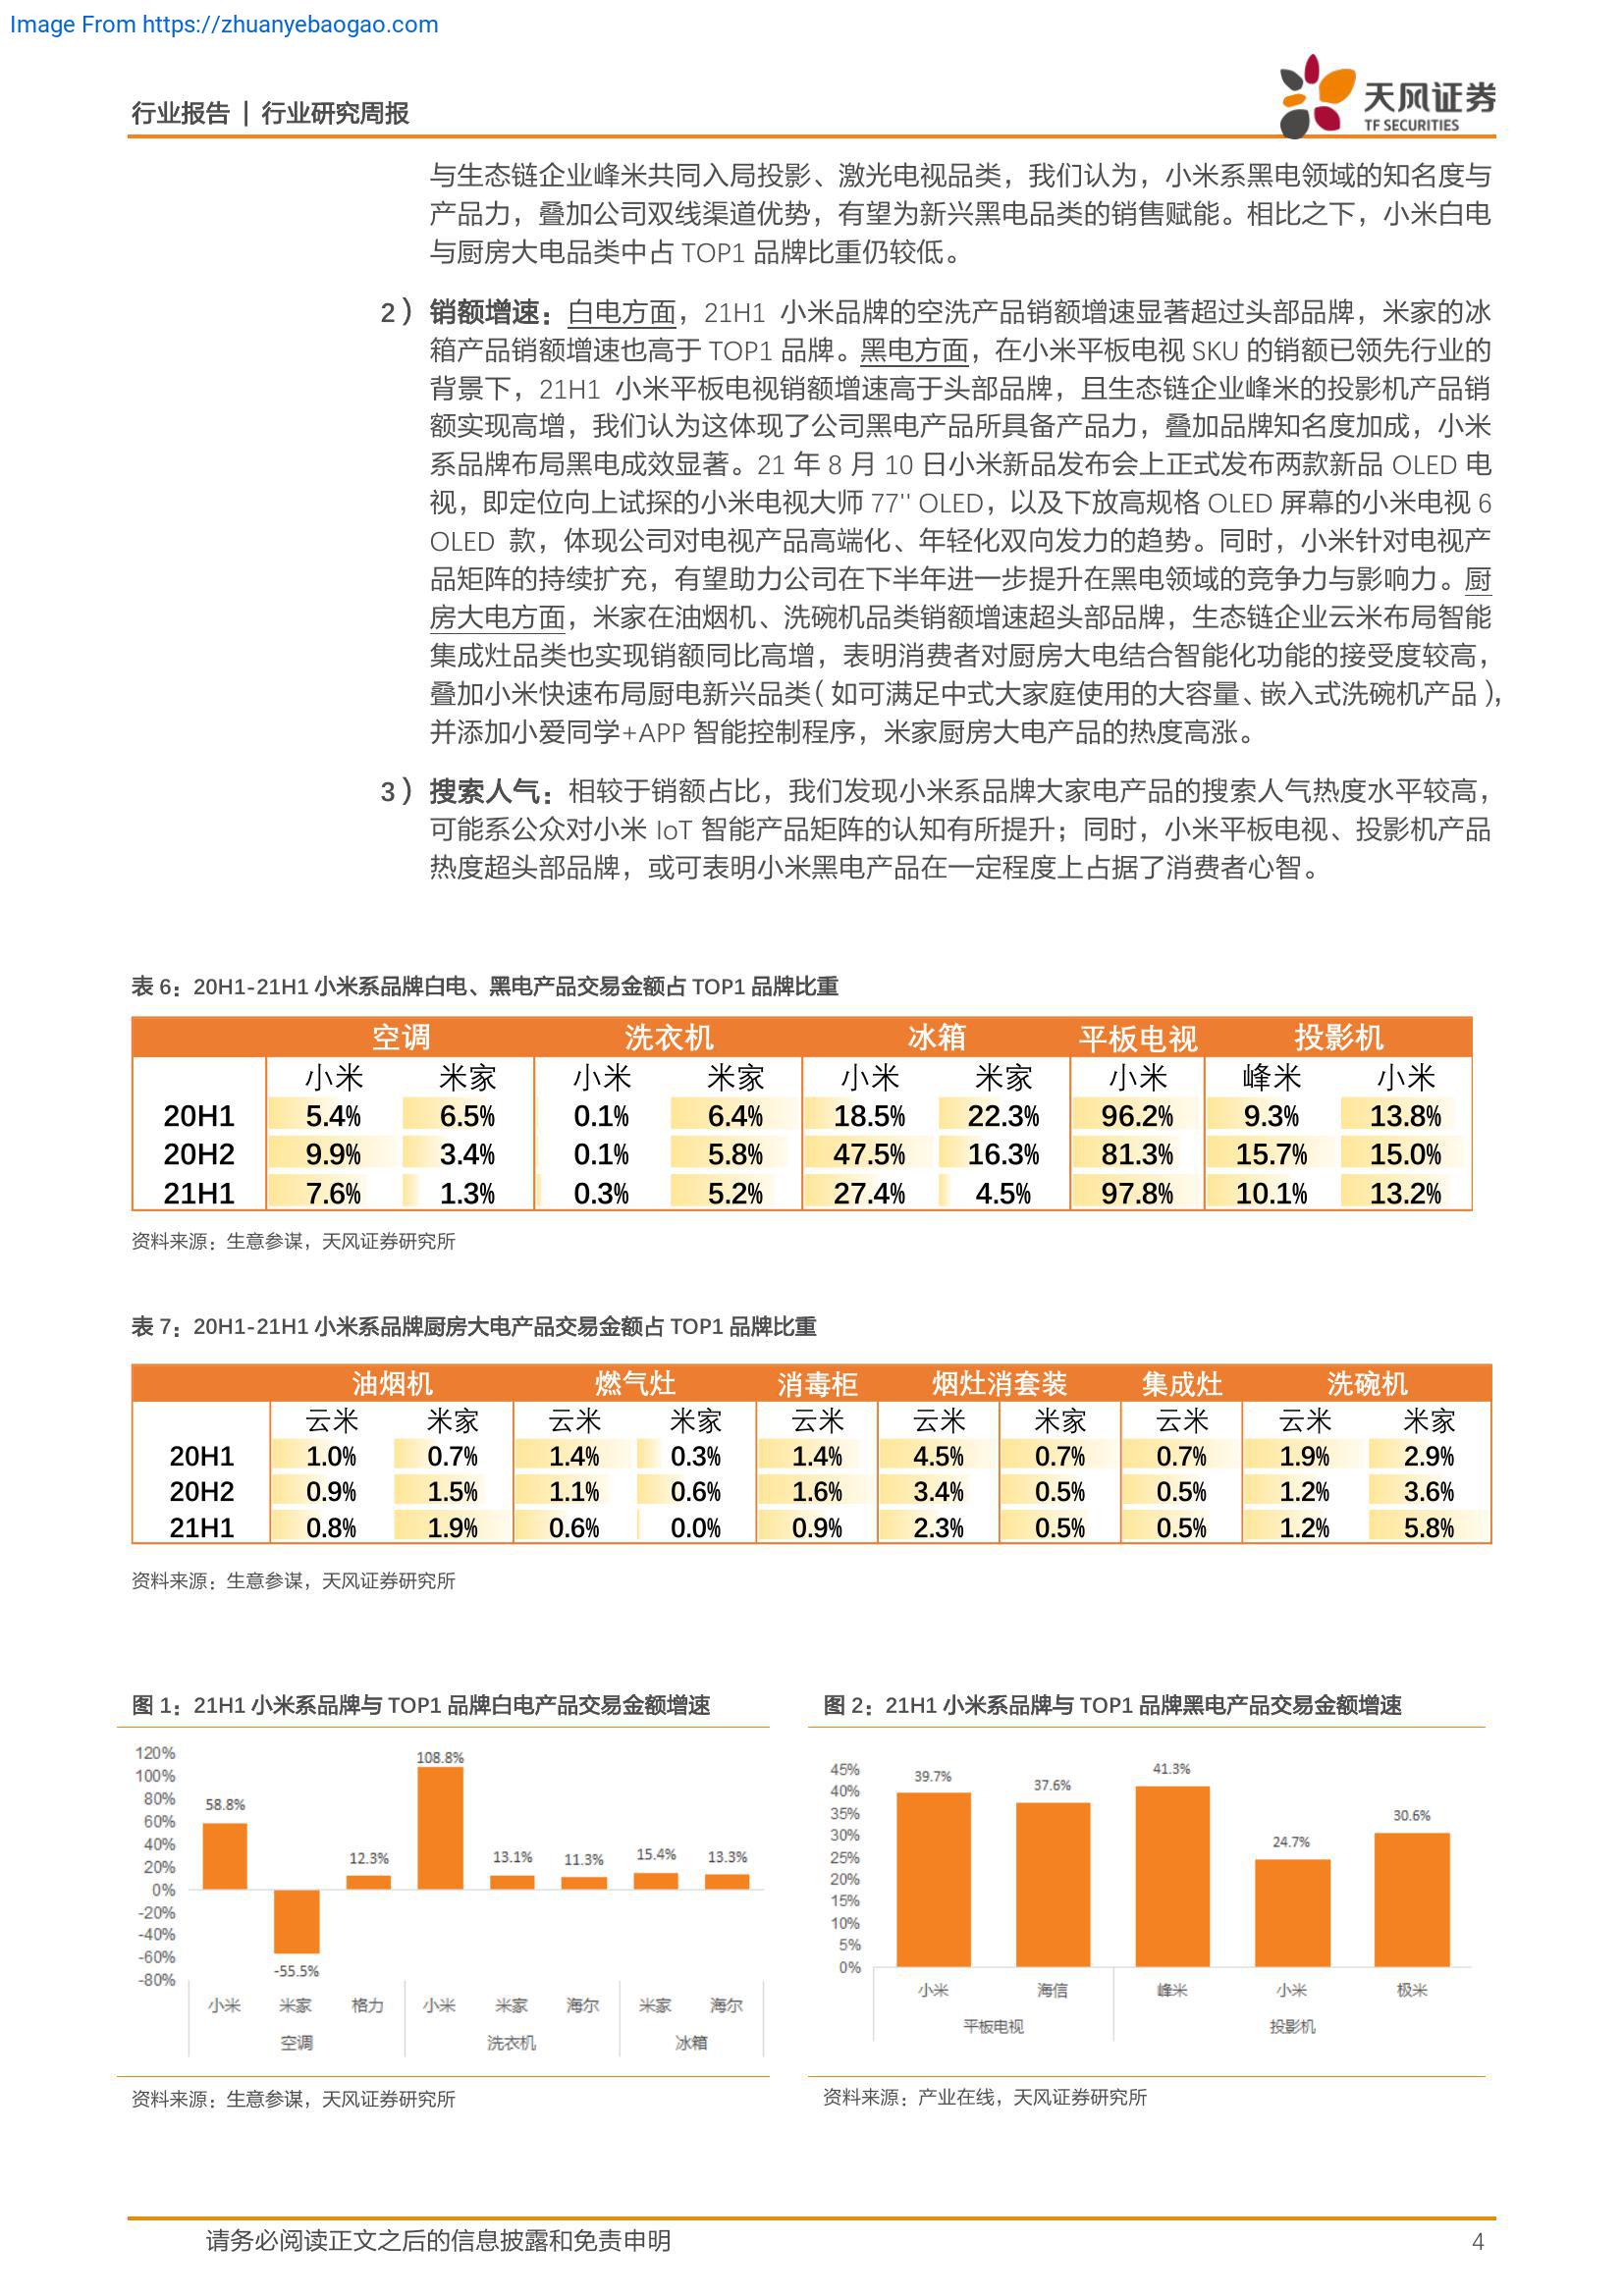 Image From https://zhuanyebaogao.com
行业报告 | 行业研究周报
天风证券
TF SECURITIES
与生态链企业峰米共同入局投影、激光电视品类，我们认为，小米系黑电领域的知名度与
产品力，叠加公司双线渠道优势，有望为新兴黑电品类的销售赋能。相比之下，小米白电
与厨房大电品类中占 TOP1 品牌比重仍较低。
2）销额增速：白电方面，21H1 小米品牌的空洗产品销额增速显著超过头部品牌，米家的冰
箱产品销额增速也高于 TOP1 品牌。黑电方面，在小米平板电视 SKU 的销额已领先行业的
背景下，21H1 小米平板电视销额增速高于头部品牌，且生态链企业峰米的投影机产品销
额实现高增，我们认为这体现了公司黑电产品所具备产品力，叠加品牌知名度加成，小米
系品牌布局黑电成效显著。21 年 8 月 10 日小米新品发布会上正式发布两款新品 OLED 电
视，即定位向上试探的小米电视大师 77'' OLED，以及下放高规格 OLED 屏幕的小米电视 6
OLED 款，体现公司对电视产品高端化、年轻化双向发力的趋势。同时，小米针对电视产
品矩阵的持续扩充，有望助力公司在下半年进一步提升在黑电领域的竞争力与影响力。厨
房大电方面，米家在油烟机、洗碗机品类销额增速超头部品牌，生态链企业云米布局智能
集成灶品类也实现销额同比高增，表明消费者对厨房大电结合智能化功能的接受度较高，
叠加小米快速布局厨电新兴品类（如可满足中式大家庭使用的大容量、嵌入式洗碗机产品），
并添加小爱同学+APP 智能控制程序，米家厨房大电产品的热度高涨。
3）搜索人气：相较于销额占比，我们发现小米系品牌大家电产品的搜索人气热度水平较高，
可能系公众对小米 IoT 智能产品矩阵的认知有所提升；同时，小米平板电视、投影机产品
热度超头部品牌，或可表明小米黑电产品在一定程度上占据了消费者心智。
表 6：20H1-21H1 小米系品牌白电、黑电产品交易金额占 TOP1 品牌比重
空调 洗衣机 冰箱 平板电视 投影机
小米 米家 小米 米家 小米 米家 小米 峰米 小米
20H1 5.4% 6.5% 0.1% 6.4% 18.5% 22.3% 96.2% 9.3% 13.8%
20H2 9.9% 3.4% 0.1% 5.8% 47.5% 16.3% 81.3% 15.7% 15.0%
21H1 7.6% 1.3% 0.3% 5.2% 27.4% 4.5% 97.8% 10.1% 13.2%
资料来源：生意参谋，天风证券研究所
表 7：20H1-21H1 小米系品牌厨房大电产品交易金额占 TOP1 品牌比重
油烟机 燃气灶 消毒柜 烟灶消套装 集成灶 洗碗机
云米 米家 云米 米家 云米 云米 米家 云米 云米 米家
20H1 1.0% 0.7% 1.4% 0.3% 1.4% 4.5% 0.7% 0.7% 1.9% 2.9%
20H2 0.9% 1.5% 1.1% 0.6% 1.6% 3.4% 0.5% 0.5% 1.2% 3.6%
21H1 0.8% 1.9% 0.6% 0.0% 0.9% 2.3% 0.5% 0.5% 1.2% 5.8%
资料来源：生意参谋，天风证券研究所
图 1：21H1 小米系品牌与 TOP1 品牌白电产品交易金额增速
120%
100%
80%
60%
40%
20%
0%
-20%
-40%
-60%
-80%
58.8% -55.5% 12.3% 108.8% 13.1% 11.3% 15.4% 13.3%
小米 米家 格力 小米 米家 海尔 米家 海尔
空调 洗衣机 冰箱
资料来源：生意参谋，天风证券研究所
图 2：21H1 小米系品牌与 TOP1 品牌黑电产品交易金额增速
45%
40%
35%
30%
25%
20%
15%
10%
5%
0%
39.7% 37.6% 41.3% 24.7% 30.6%
小米 海信 峰米 小米 极米
平板电视 投影机
资料来源：产业在线，天风证券研究所
请务必阅读正文之后的信息披露和免责申明 4